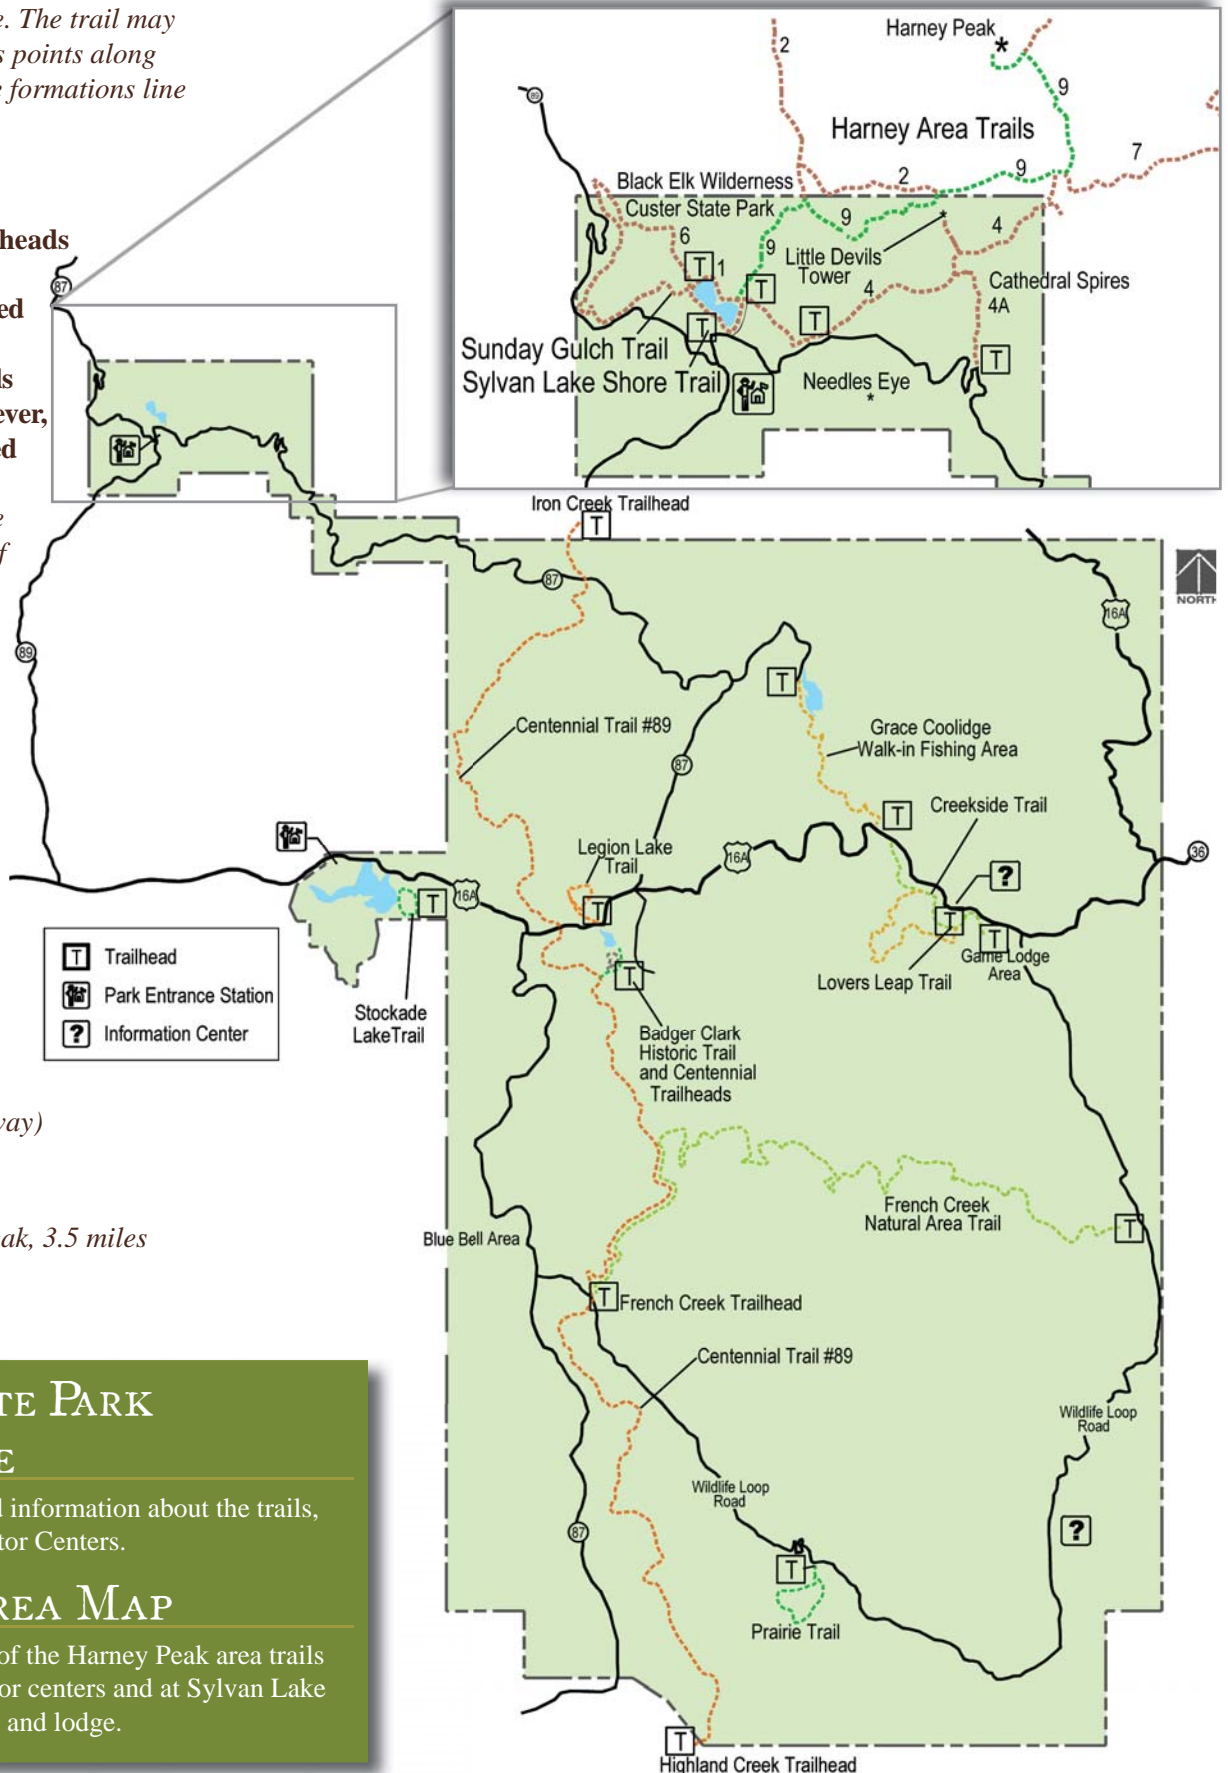 e. The trail may
s points along
e formations line
heads
ed
ls
ever,
ed
e
f
way)
ak, 3.5 miles
Harney Peak
2
9
Harney Area Trails
7
89
Black Elk Wilderness
2
9
Custer State Park
6
9
4
9
Little Devils
Tower
1
T
T
4
Cathedral Spires
4A
T
T
T
Sunday Gulch Trail
Sylvan Lake Shore Trail
Needles Eye
87
Iron Creek Trailhead
T
87
NORTH
16A
89
T
Centennial Trail #89
Grace Coolidge
Walk-in Fishing Area
87
T
Creekside Trail
Legion Lake
Trail
16A
36
?
T
16A
T
T
T
Game Lodge
Area
Lovers Leap Trail
T
T Trailhead
Park Entrance Station
? Information Center
Stockade
LakeTrail
Badger Clark
Historic Trail
and Centennial
Trailheads
French Creek
Natural Area Trail
T
Blue Bell Area
T
French Creek Trailhead
Centennial Trail #89
Wildlife Loop
Road
Wildlife Loop
Road
87
?
T
Prairie Trail
T
Highland Creek Trailhead
TE PARK
E
d information about the trails,
tor Centers.
REA MAP
of the Harney Peak area trails
or centers and at Sylvan Lake
and lodge.